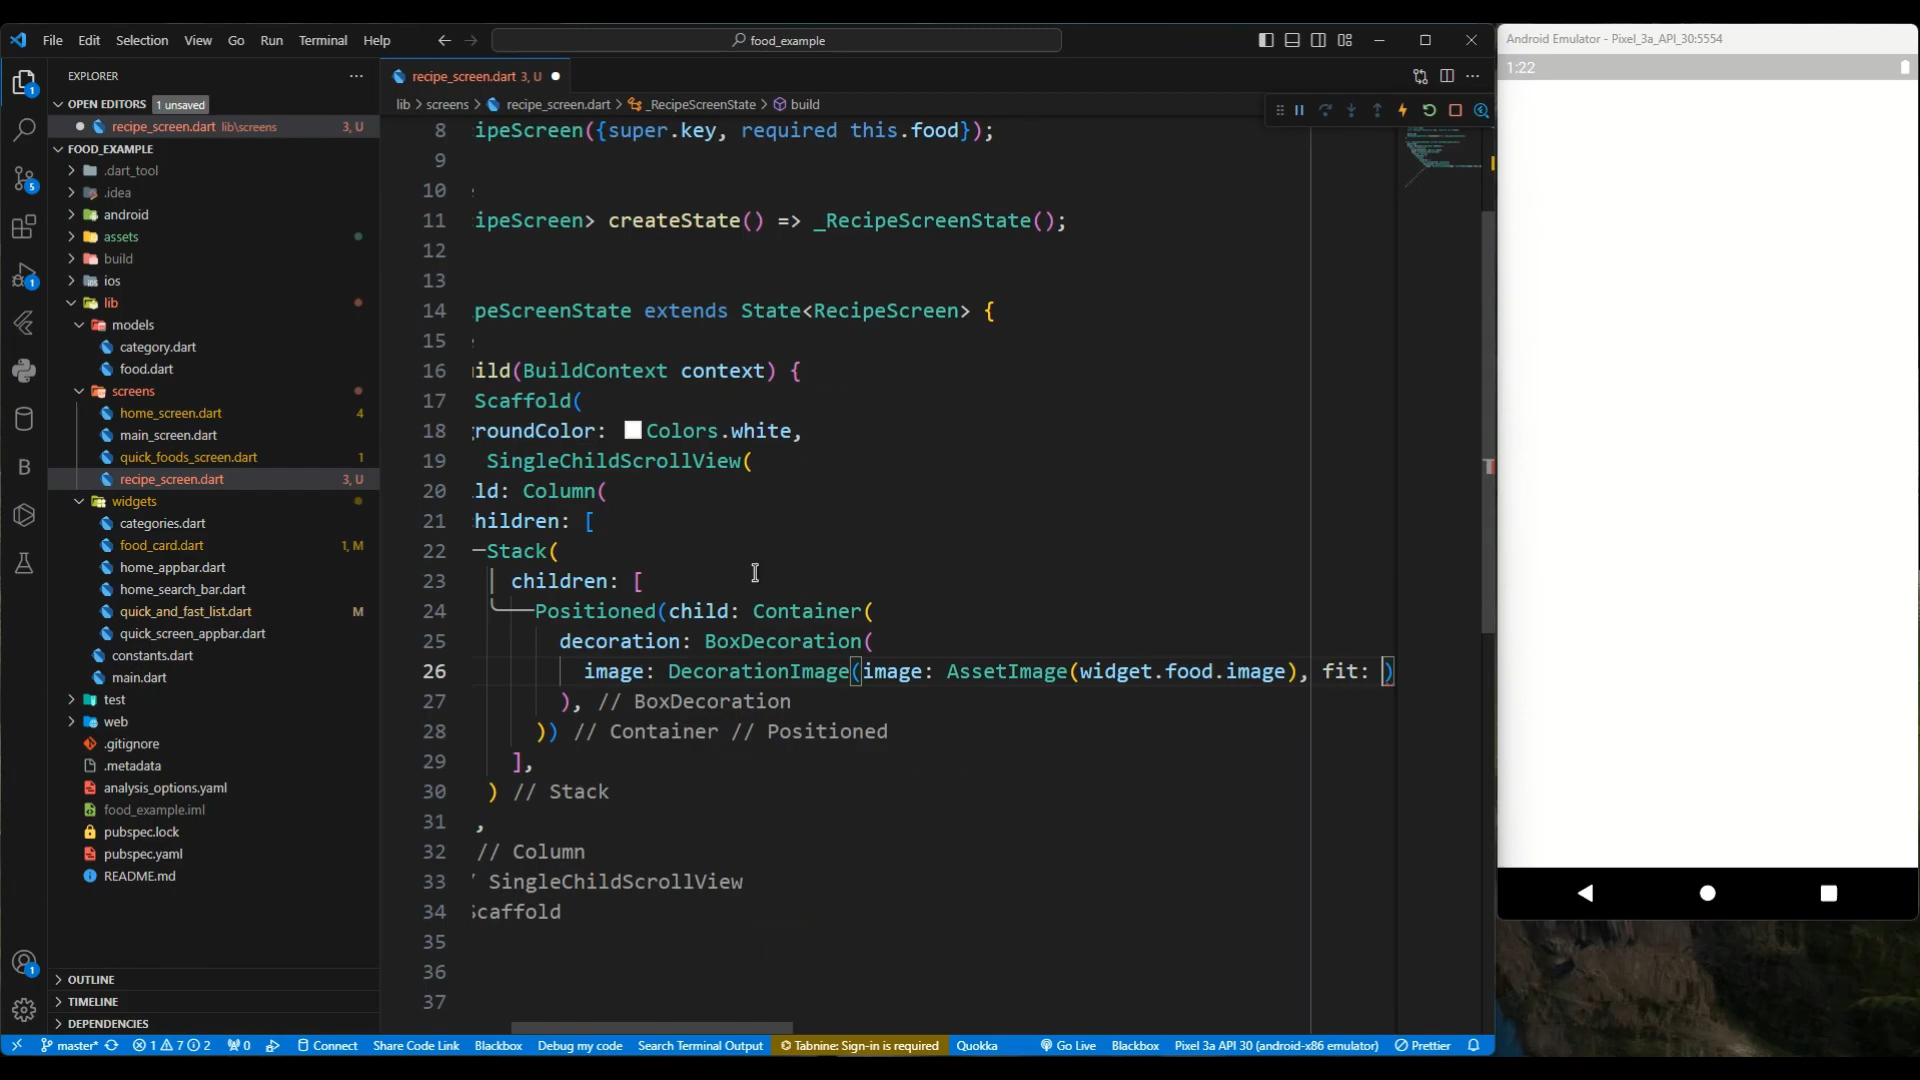 File Edit Selection View Go Run Terminal Help
food_example
Android Emulator - Pixel_3a_API_30:5554
1:22
EXPLORER
OPEN EDITORS 1 unsaved
recipe_screen.dart lib\screens 3, U
FOOD_EXAMPLE
.dart_tool
.idea
android
assets
build
ios
lib
models
category.dart
food.dart
screens
home_screen.dart 4
main_screen.dart
quick_foods_screen.dart 1
recipe_screen.dart 3, U
widgets
categories.dart
food_card.dart 1, M
home_appbar.dart
home_search_bar.dart
quick_and_fast_list.dart M
quick_screen_appbar.dart
constants.dart
main.dart
test
web
.gitignore
.metadata
analysis_options.yaml
food_example.iml
pubspec.lock
pubspec.yaml
README.md
OUTLINE
TIMELINE
DEPENDENCIES
recipe_screen.dart 3, U
lib > screens > recipe_screen.dart > _RecipeScreenState > build
8 ipeScreen({super.key, required this.food});
9
10
11 ipeScreen> createState() => _RecipeScreenState();
12
13
14 peScreenState extends State<RecipeScreen> {
15
16 ild(BuildContext context) {
17 Scaffold(
18 groundColor: Colors.white,
19 SingleChildScrollView(
20 ld: Column(
21 hildren: [
22 Stack(
23 children: [
24 Positioned(child: Container(
25 decoration: BoxDecoration(
26 image: DecorationImage(image: AssetImage(widget.food.image), fit: )
27 ), // BoxDecoration
28 )) // Container // Positioned
29 ],
30 ) // Stack
31 ,
32 // Column
33 / SingleChildScrollView
34 Scaffold
35
36
37
1
5
1
B
1
master* 1 7 2 0 Connect Share Code Link Blackbox Debug my code Search Terminal Output Tabnine: Sign-in is required Quokka Go Live Blackbox Pixel 3a API 30 (android-x86 emulator) Prettier